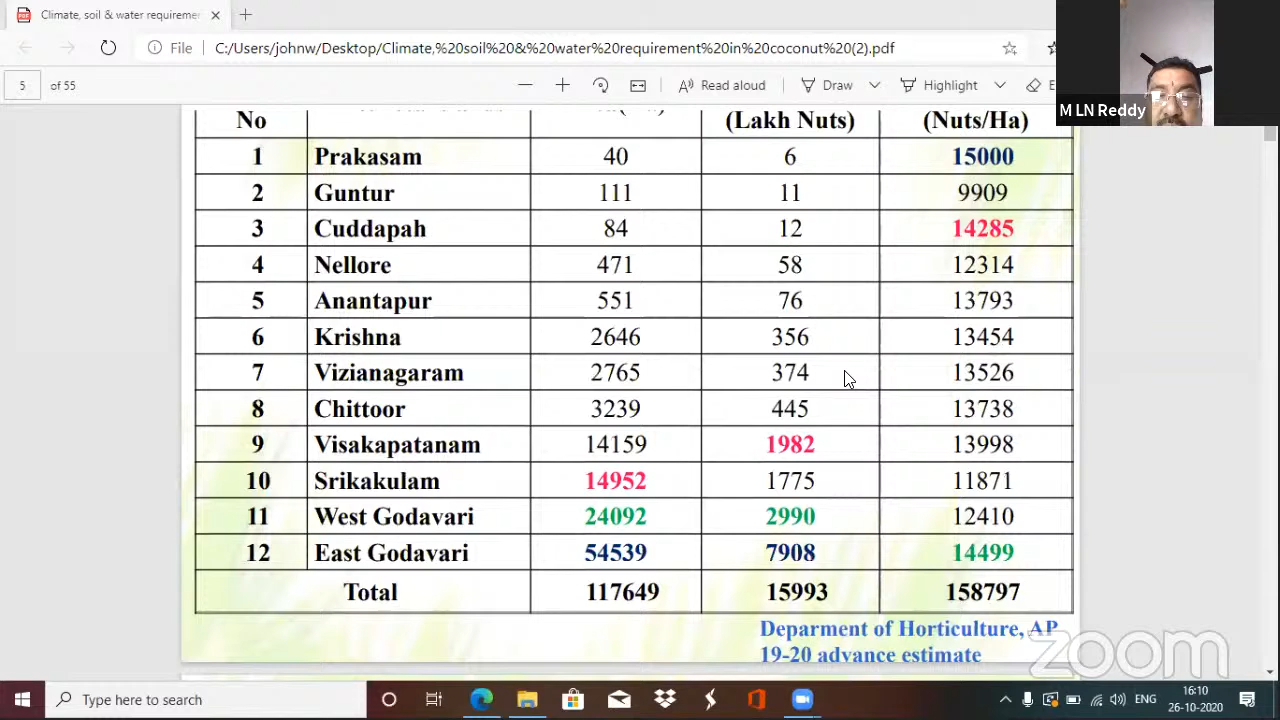 Climate, soil & water requireme
File C:/Users/johnw/Desktop/Climate,%20soil%20&%20water%20requirement%20in%20coconut%20(2).pdf
5 of 55 Read aloud Draw Highlight E
M LN Reddy
No (Lakh Nuts) (Nuts/Ha)
1 Prakasam 40 6 15000
2 Guntur 111 11 9909
3 Cuddapah 84 12 14285
4 Nellore 471 58 12314
5 Anantapur 551 76 13793
6 Krishna 2646 356 13454
7 Vizianagaram 2765 374 13526
8 Chittoor 3239 445 13738
9 Visakapatanam 14159 1982 13998
10 Srikakulam 14952 1775 11871
11 West Godavari 24092 2990 12410
12 East Godavari 54539 7908 14499
Total 117649 15993 158797
Deparment of Horticulture, AP
19-20 advance estimate
zoom
Type here to search
ENG
16:10
26-10-2020